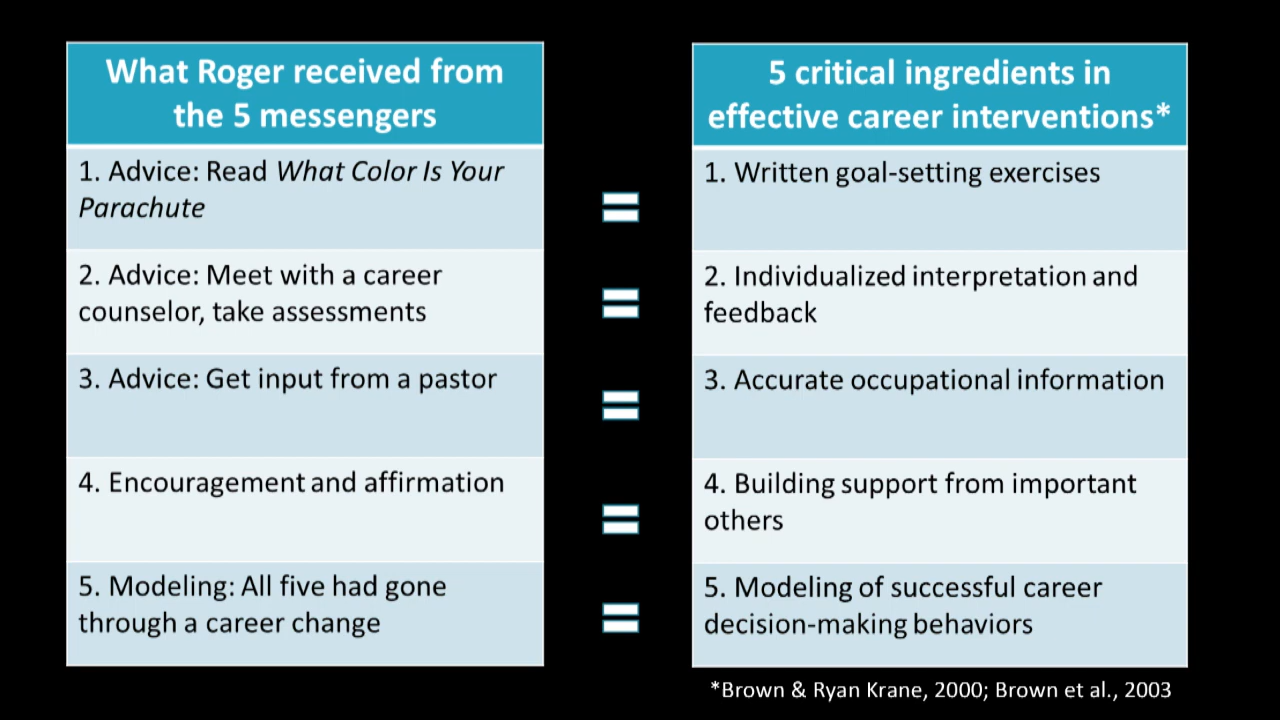 What Roger received from
the 5 messengers
1. Advice: Read What Color Is Your
Parachute
2. Advice: Meet with a career
counselor, take assessments
3. Advice: Get input from a pastor
4. Encouragement and affirmation
5. Modeling: All five had gone
through a career change
=
=
=
=
=
5 critical ingredients in
effective career interventions*
1. Written goal-setting exercises
2. Individualized interpretation and
feedback
3. Accurate occupational information
4. Building support from important
others
5. Modeling of successful career
decision-making behaviors
*Brown & Ryan Krane, 2000; Brown et al., 2003